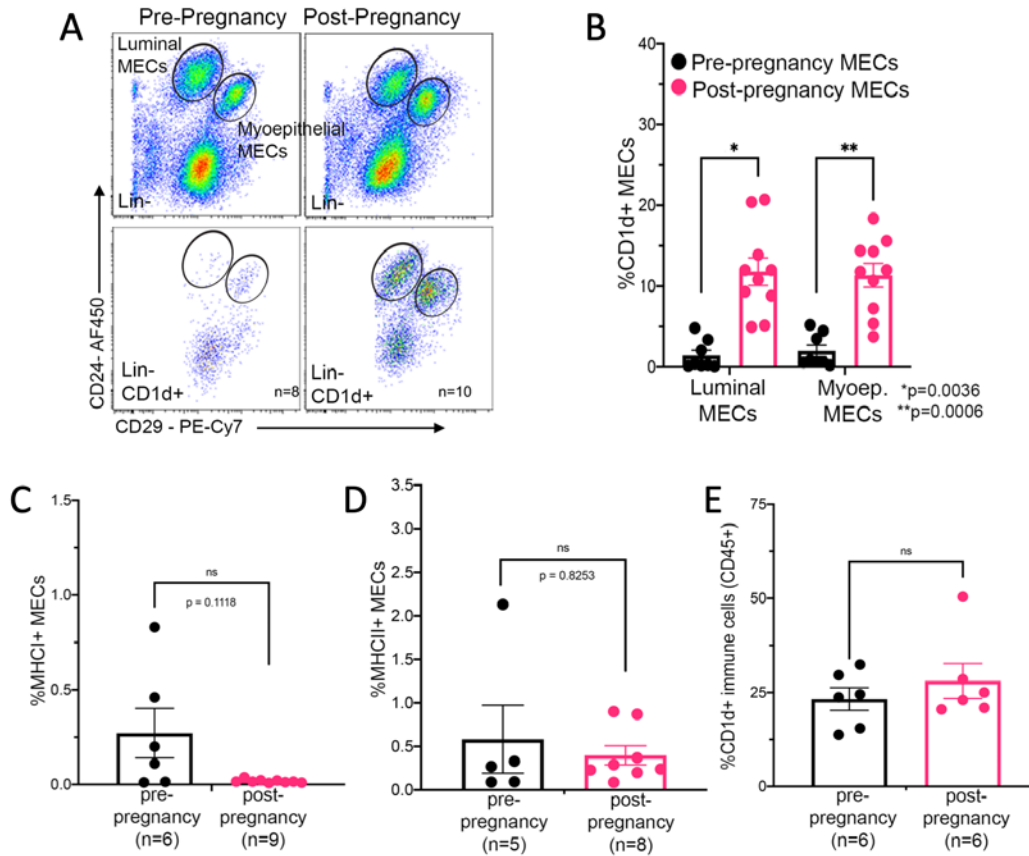 A
Pre-Pregnancy Post-Pregnancy
Luminal
MECs
Myoepithelial
MECs
Lin-
Lin-
Lin-
CD1d+
n=8
Lin-
CD1d+
n=10
CD24- AF450
CD29 - PE-Cy7
B
Pre-pregnancy MECs
Post-pregnancy MECs
%CD1d+ MECs
40
30
20
10
0
*
**
Luminal
MECs
Myoep.
MECs
*p=0.0036
**p=0.0006
C
%MHCI+ MECs
1.5
1.0
0.5
0.0
ns
p = 0.1118
pre-
pregnancy
(n=6)
post-
pregnancy
(n=9)
D
%MHCII+ MECs
3.5
3.0
2.5
2.0
1.5
1.0
0.5
0.0
ns
p = 0.8253
pre-
pregnancy
(n=5)
post-
pregnancy
(n=8)
E
%CD1d+ immune cells (CD45+)
75
50
25
0
ns
pre-
pregnancy
(n=6)
post-
pregnancy
(n=6)